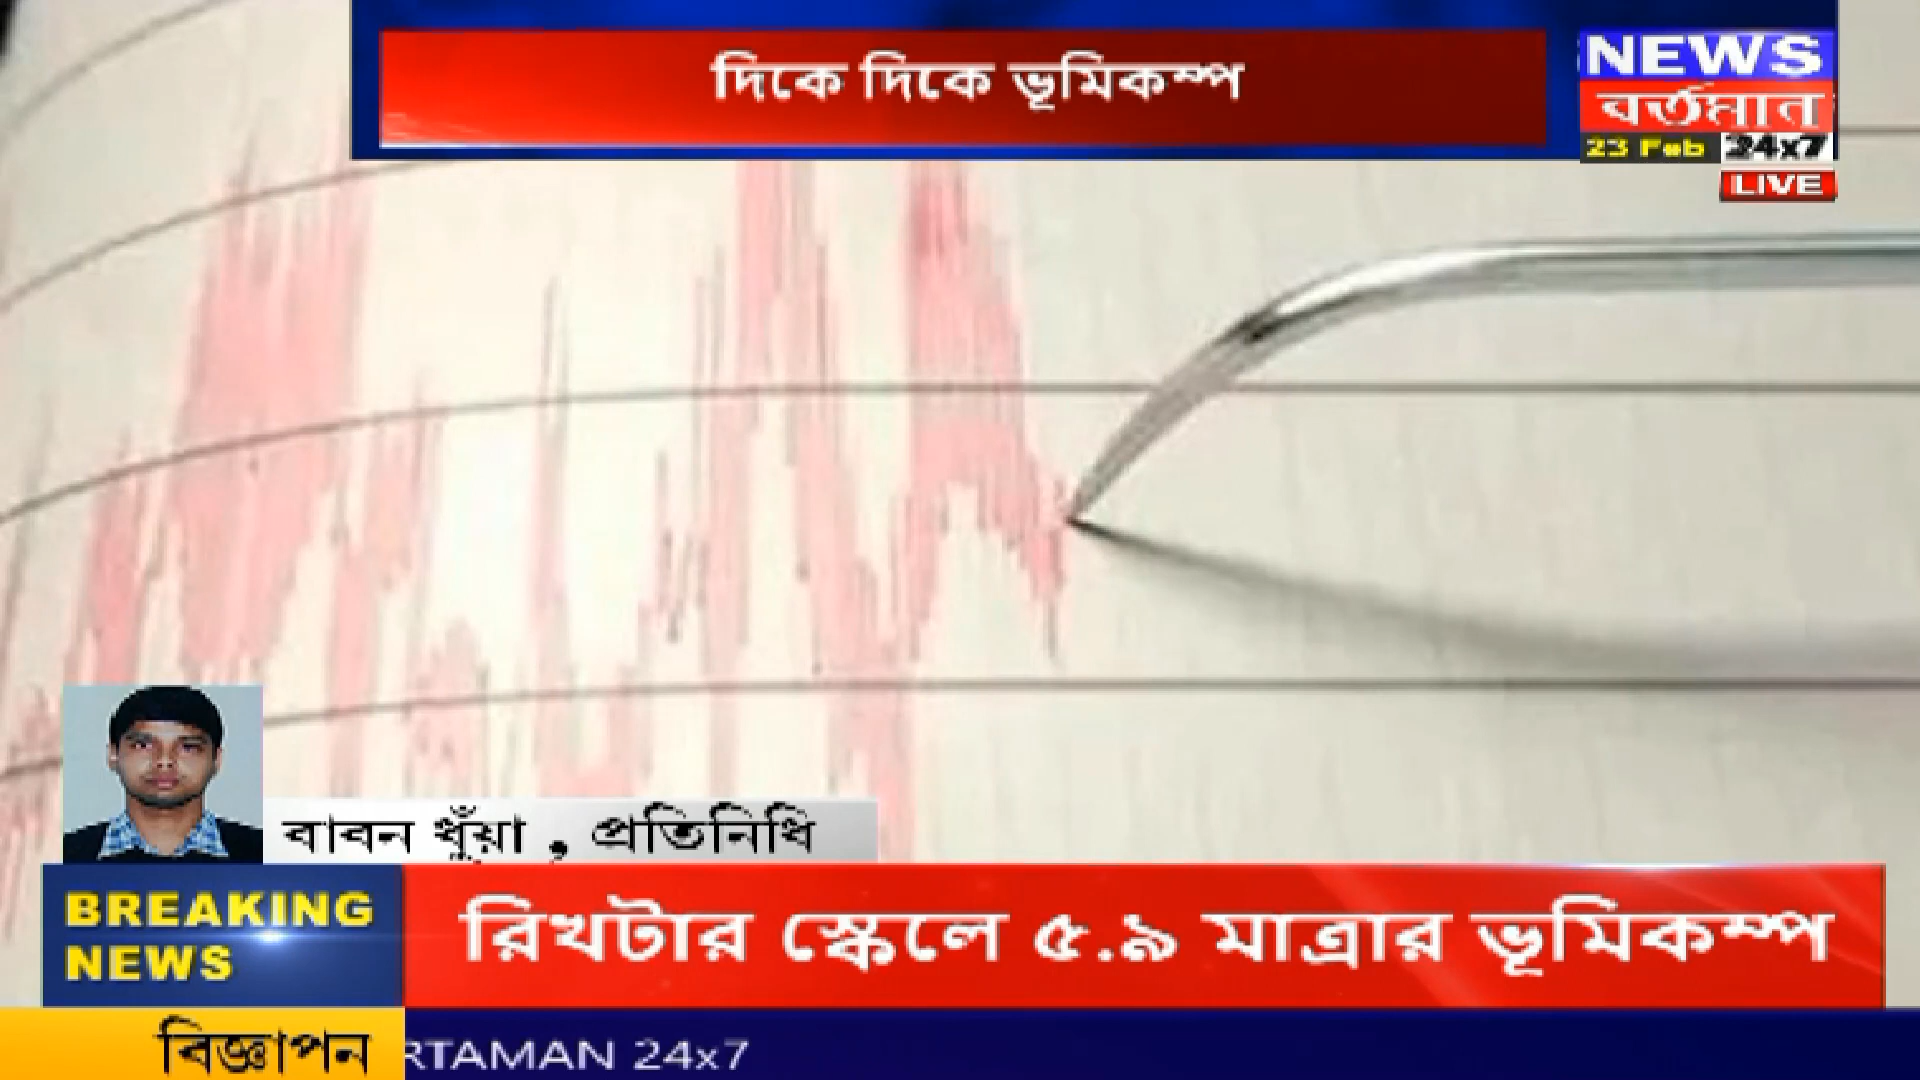 দিকে দিকে ভূমিকম্প
NEWS
বর্তমান
23 Feb 24x7
LIVE
বাবন ধুঁয়া , প্রতিনিধি
BREAKING
NEWS
রিখটার স্কেলে ৫.৯ মাত্রার ভূমিকম্প
বিজ্ঞাপন
RTAMAN 24x7